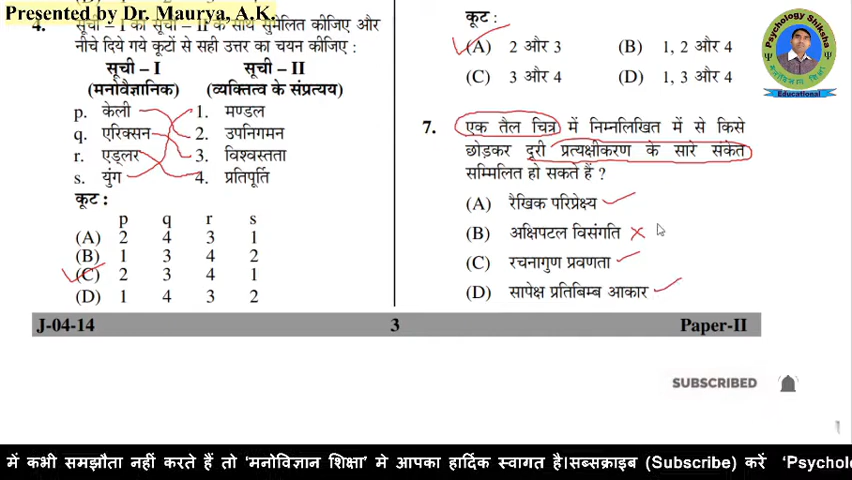 Presented by Dr. Maurya, A.K.
4. सूची – I को सूची – II के साथ सुमेलित कीजिए और
नीचे दिये गये कूटों से सही उत्तर का चयन कीजिए :
सूची – I सूची – II
(मनोवैज्ञानिक) (व्यक्तित्व के संप्रत्यय)
p. केली 1. मण्डल
q. एरिक्सन 2. उपनिगमन
r. एड्लर 3. विश्वस्तता
s. युंग 4. प्रतिपूर्ति
कूट :
p q r s
(A) 2 4 3 1
(B) 1 3 4 2
(C) 2 3 4 1
(D) 1 4 3 2
कूट :
(A) 2 और 3 (B) 1, 2 और 4
(C) 3 और 4 (D) 1, 3 और 4
7. एक तैल चित्र में निम्नलिखित में से किसे
छोड़कर दूरी प्रत्यक्षीकरण के सारे संकेत
सम्मिलित हो सकते हैं ?
(A) रैखिक परिप्रेक्ष्य
(B) अक्षिपटल विसंगति
(C) रचनागुण प्रवणता
(D) सापेक्ष प्रतिबिम्ब आकार
Psychology Shiksha
मनोविज्ञान शिक्षा
Educational
J-04-14 3 Paper-II
SUBSCRIBED
में कभी समझौता नहीं करते हैं तो 'मनोविज्ञान शिक्षा' मे आपका हार्दिक स्वागत है।सब्सक्राइब (Subscribe) करें 'Psycholo